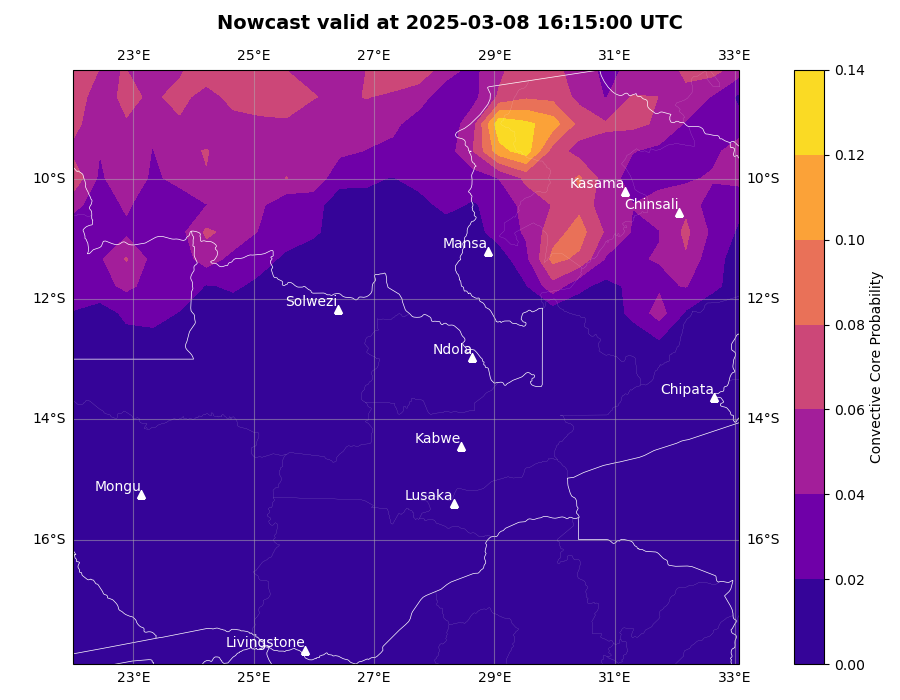 Nowcast valid at 2025-03-08 16:15:00 UTC
23°E 25°E 27°E 29°E 31°E 33°E
0.14
0.12
10°S 10°S
Kasama
Chinsali
0.10
Mansa
12°S 12°S
Solwezi
0.08
Ndola
Chipata
0.06
14°S 14°S
Kabwe
Convective Core Probability
Mongu
Lusaka
0.04
16°S 16°S
0.02
Livingstone
0.00
23°E 25°E 27°E 29°E 31°E 33°E